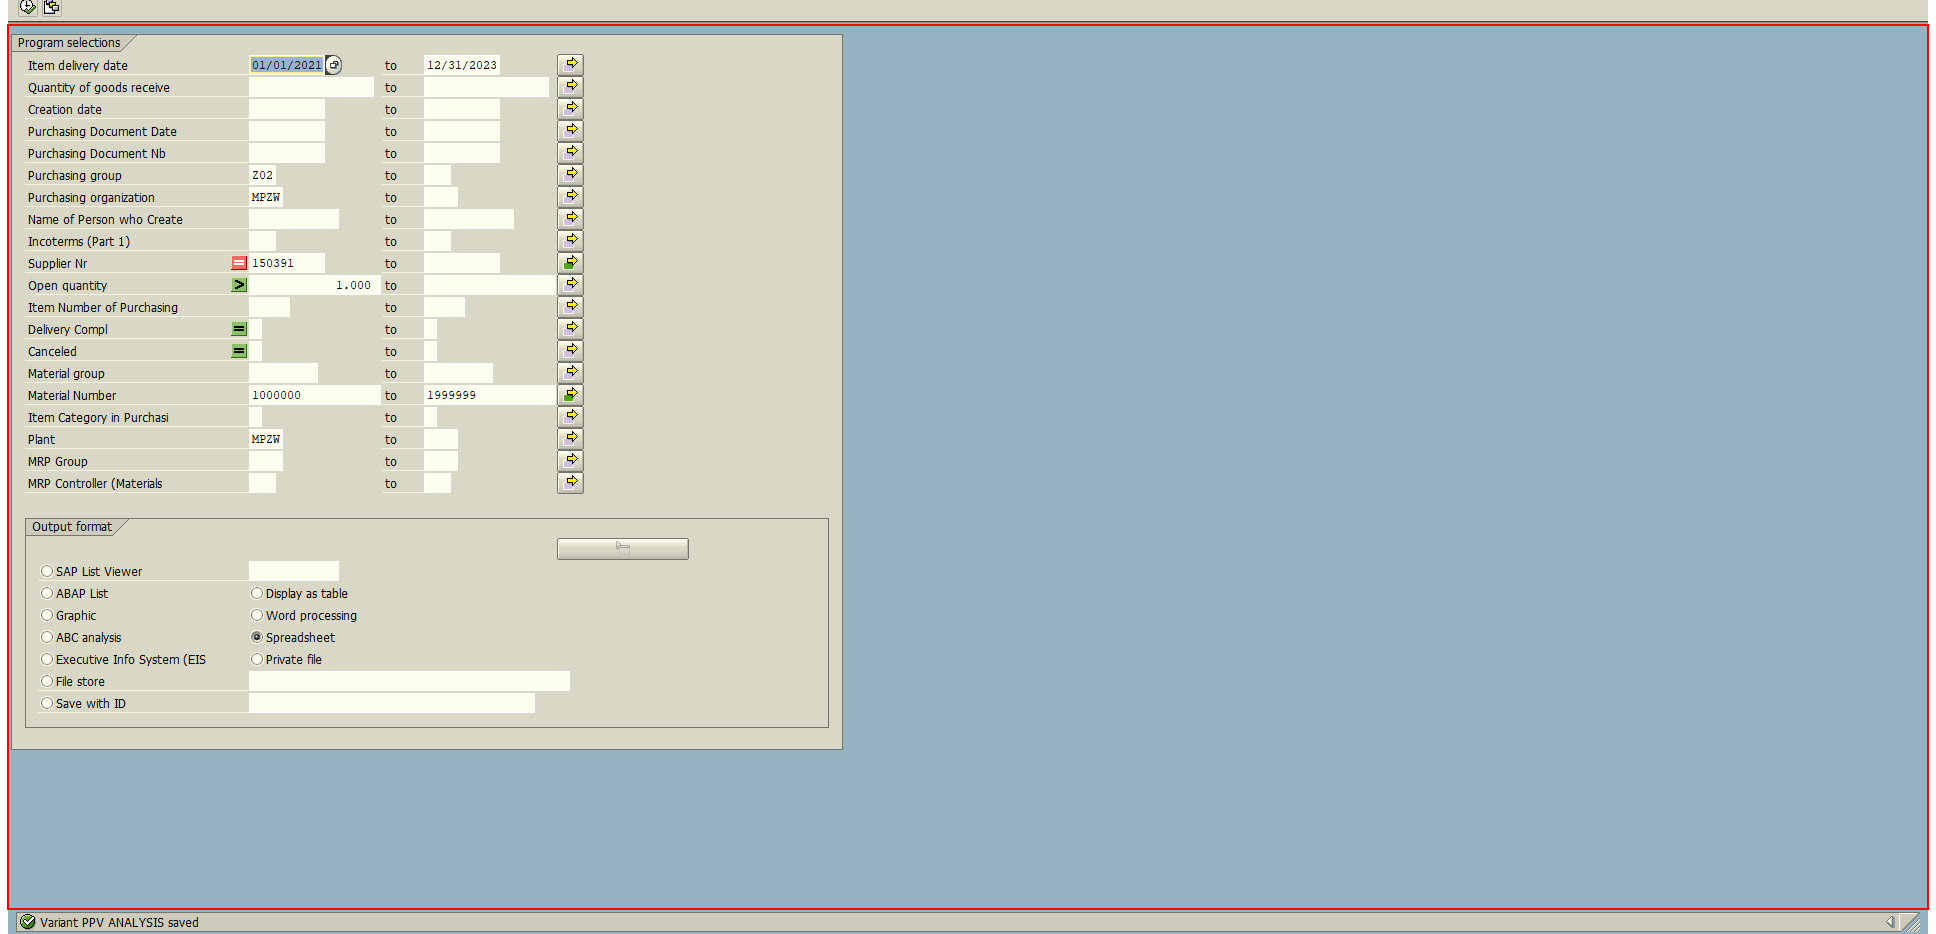 Program selections
Item delivery date 01/01/2021 to 12/31/2023
Quantity of goods receive to
Creation date to
Purchasing Document Date to
Purchasing Document Nb to
Purchasing group Z02 to
Purchasing organization MPZW to
Name of Person who Create to
Incoterms (Part 1) to
Supplier Nr = 150391 to
Open quantity > 1.000 to
Item Number of Purchasing to
Delivery Compl = to
Canceled = to
Material group to
Material Number 1000000 to 1999999
Item Category in Purchasi to
Plant MPZW to
MRP Group to
MRP Controller (Materials to
Output format
SAP List Viewer
ABAP List Display as table
Graphic Word processing
ABC analysis Spreadsheet
Executive Info System (EIS Private file
File store
Save with ID
Variant PPV ANALYSIS saved